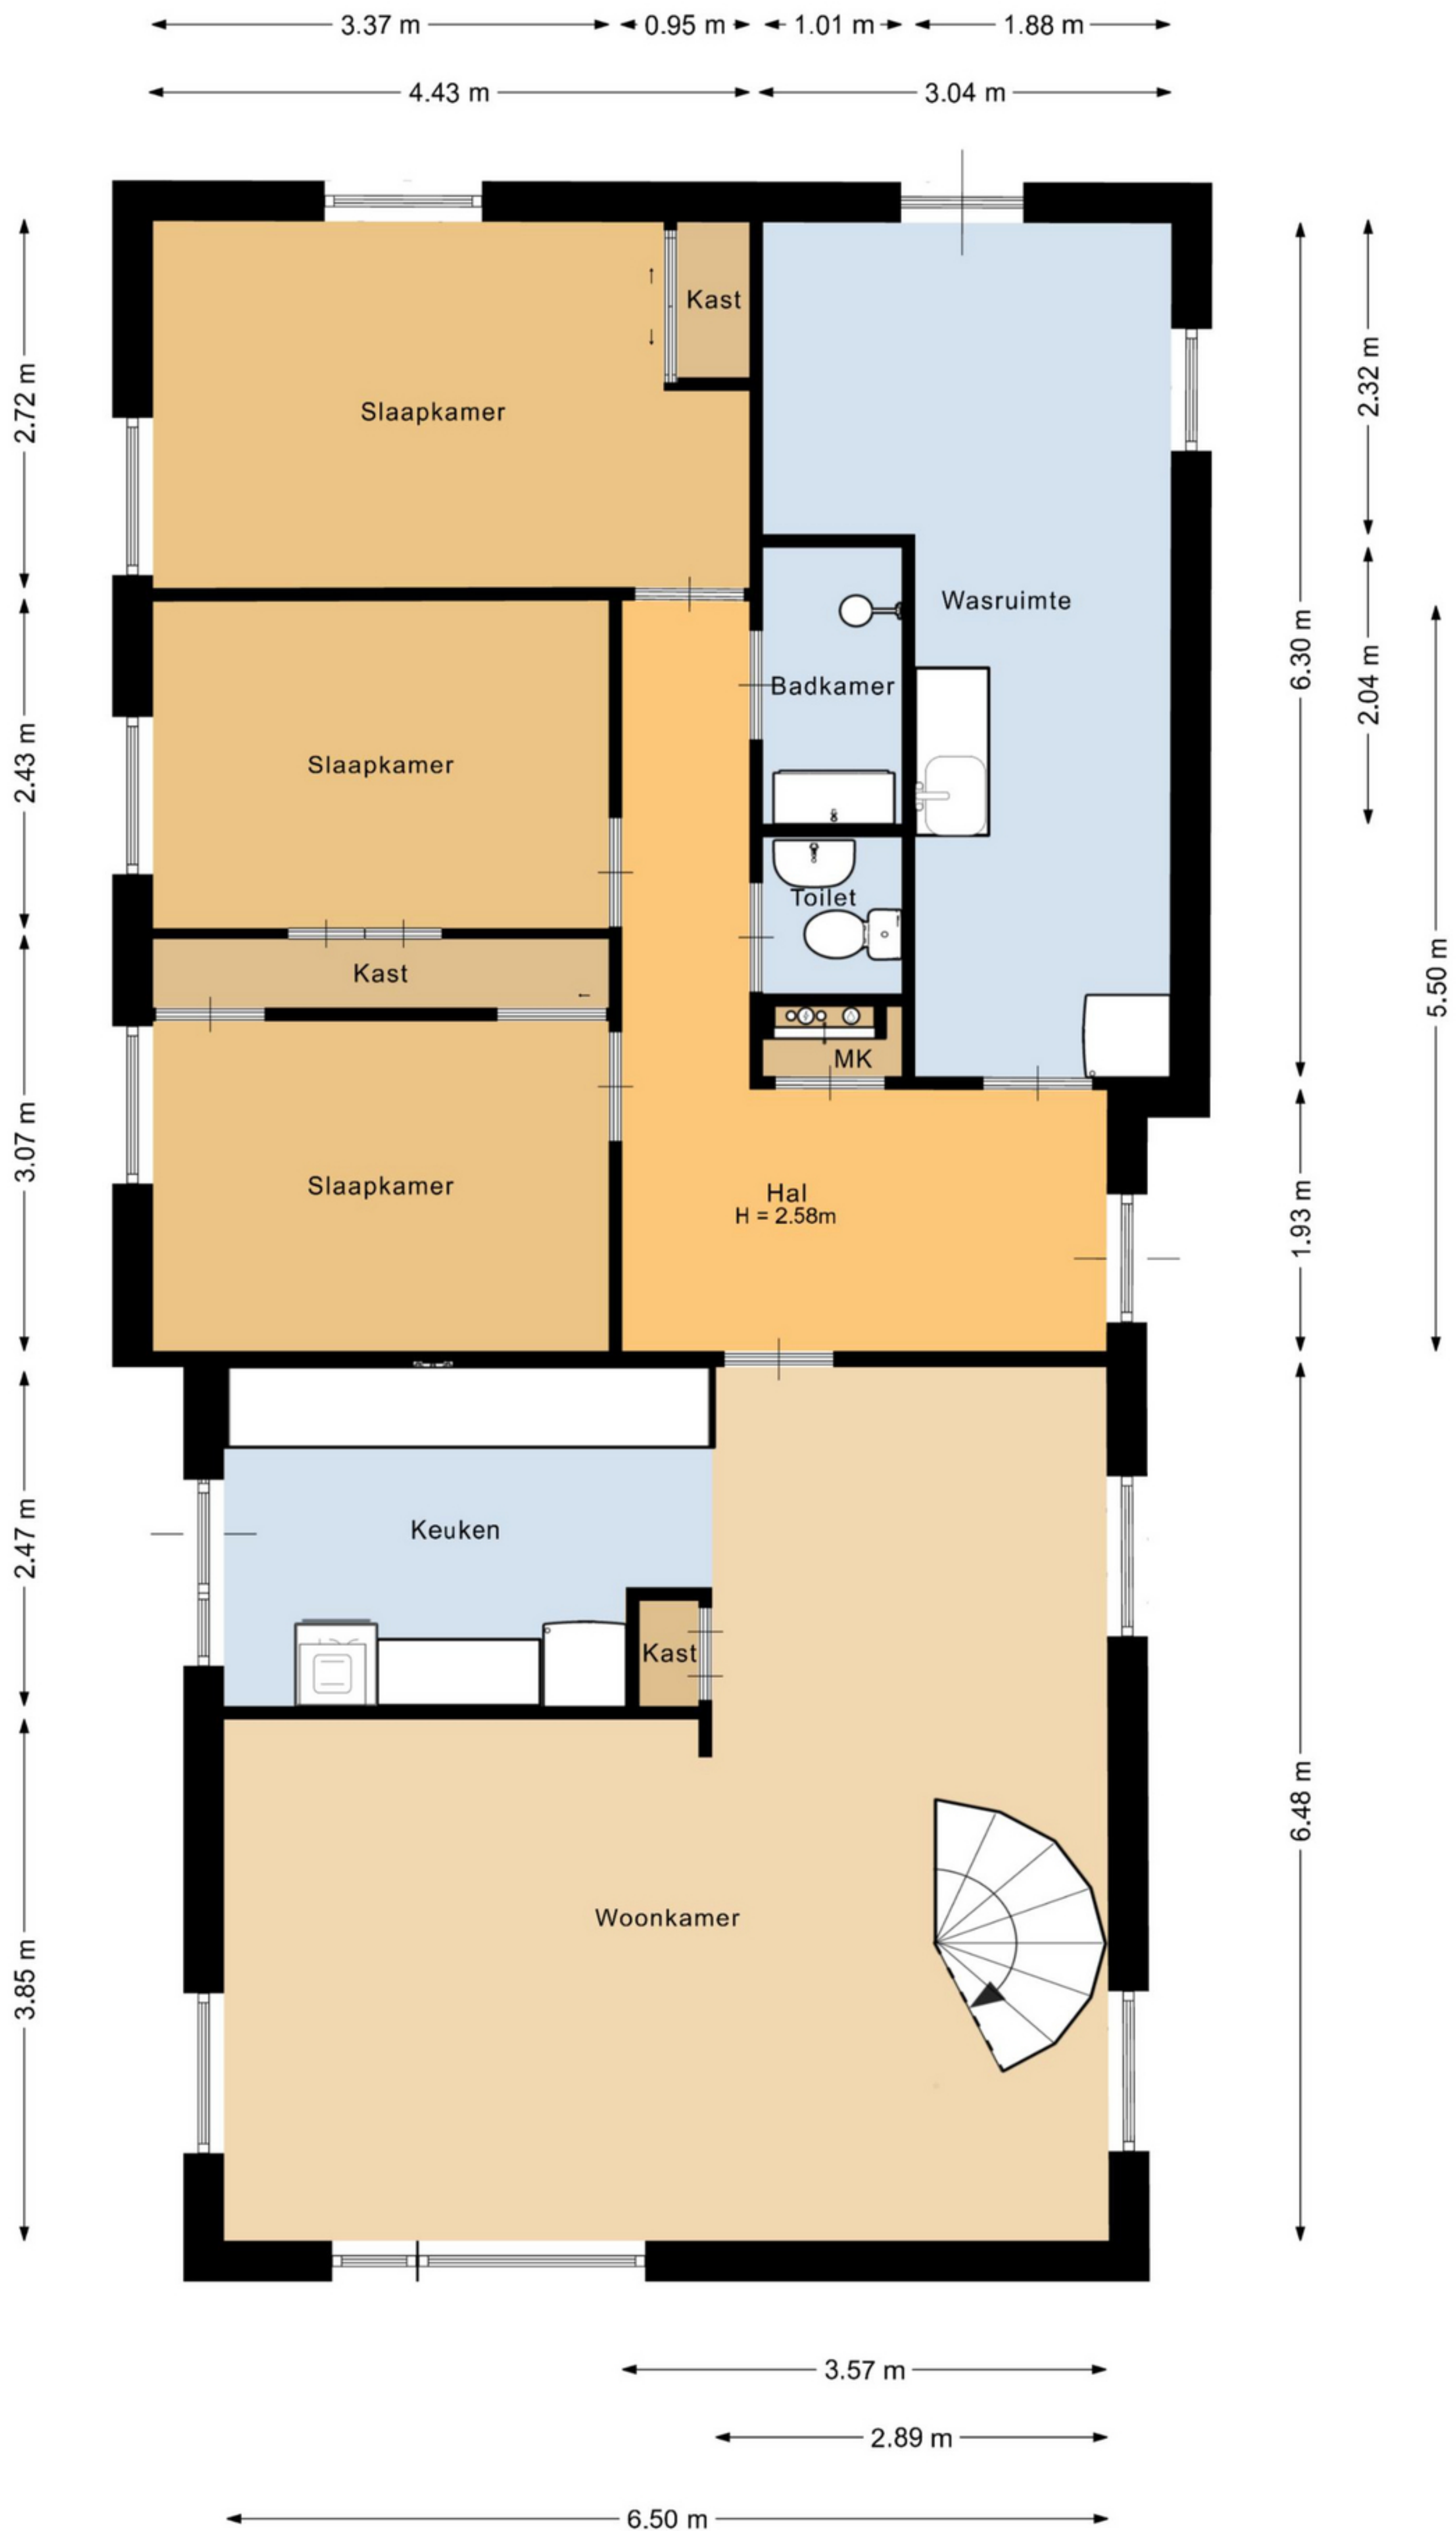 3.37 m
0.95 m
1.01 m
1.88 m
4.43 m
3.04 m
Kast
2.72 m
Slaapkamer
2.32 m
Wasruimte
6.30 m
2.04 m
Badkamer
2.43 m
Slaapkamer
Toilet
Kast
5.50 m
MK
3.07 m
Slaapkamer
Hal
H = 2.58m
1.93 m
2.47 m
Keuken
Kast
6.48 m
Woonkamer
3.85 m
3.57 m
2.89 m
6.50 m